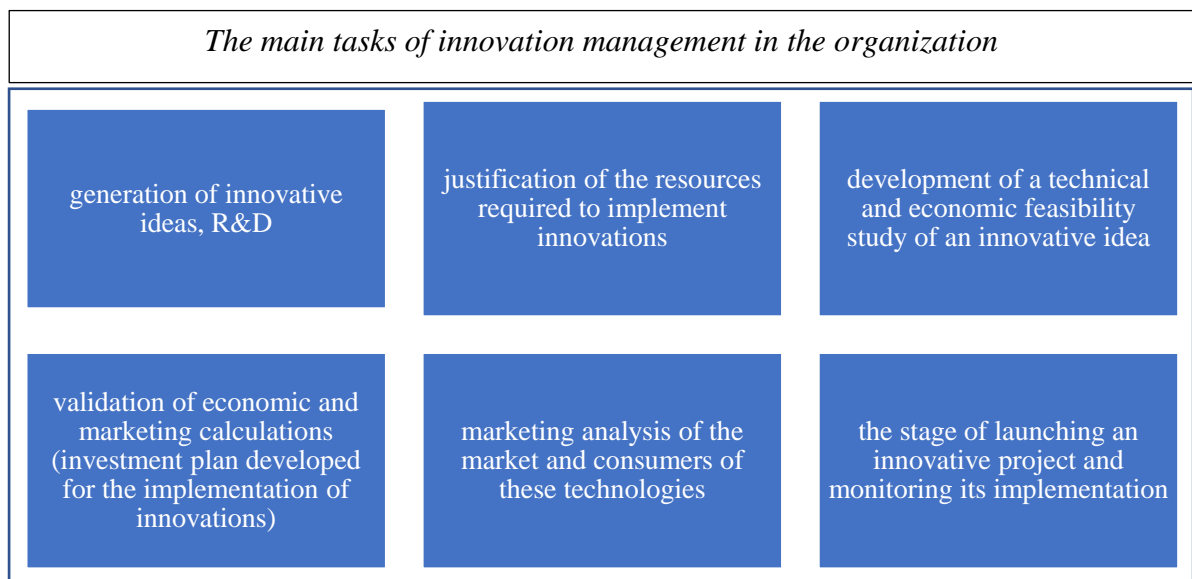 The main tasks of innovation management in the organization
generation of innovative
ideas, R&D
justification of the resources
required to implement
innovations
development of a technical
and economic feasibility
study of an innovative idea
validation of economic and
marketing calculations
(investment plan developed
for the implementation of
innovations)
marketing analysis of the
market and consumers of
these technologies
the stage of launching an
innovative project and
monitoring its implementation